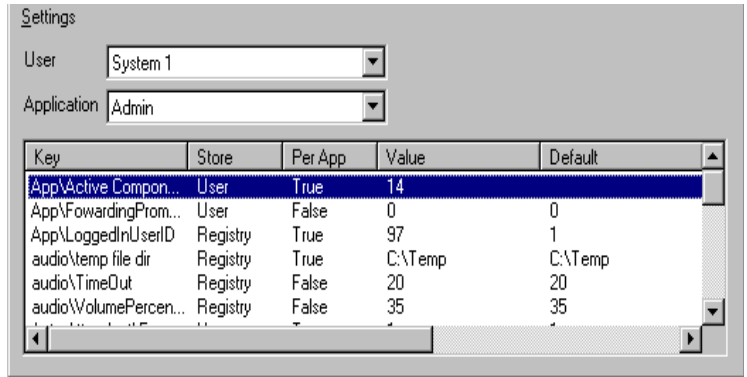 Settings
User System 1
Application Admin
Key Store Per App Value Default
App\Active Compon... User True 14
App\FowardingProm... User False 0 0
App\LoggedInUserID Registry True 97 1
audio\temp file dir Registry True C:\Temp C:\Temp
audio\TimeOut Registry False 20 20
audio\VolumePercen... Registry False 35 35